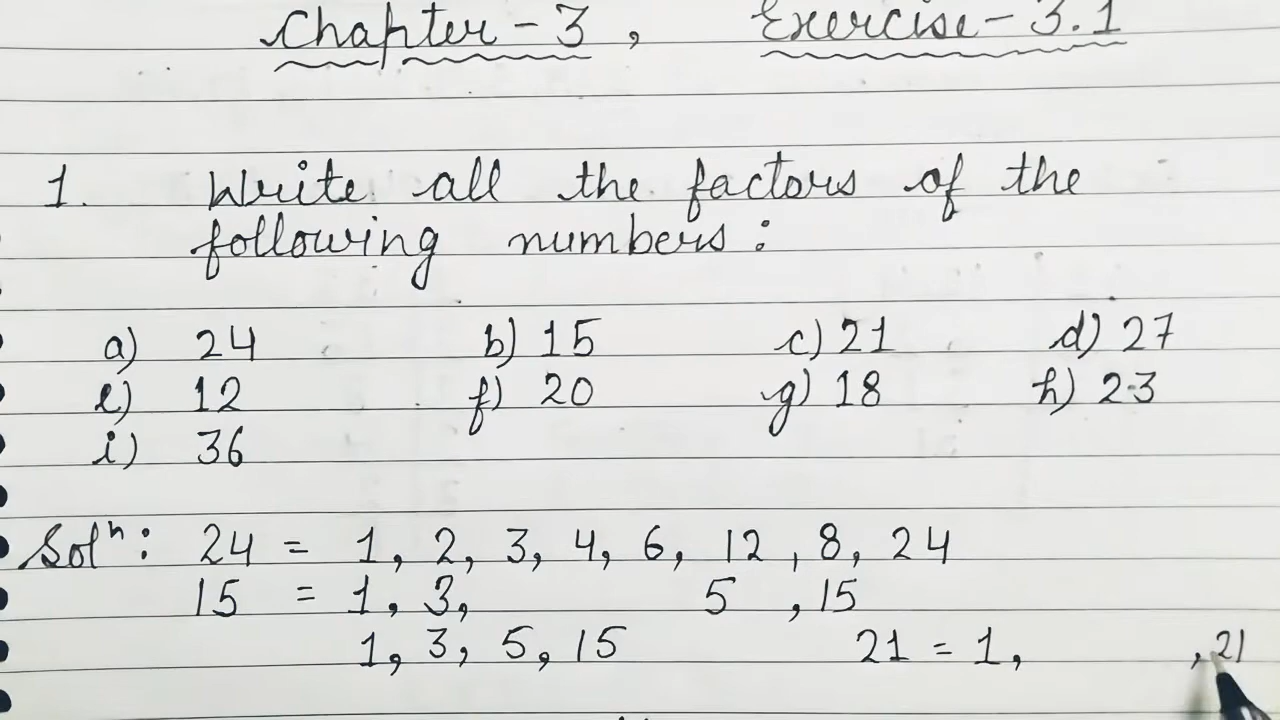 Chapter - 3 , Exercise - 3.1
1. Write all the factors of the
following numbers :
a) 24 b) 15 c) 21 d) 27
e) 12 f) 20 g) 18 h) 23
i) 36
Solⁿ : 24 = 1, 2, 3, 4, 6, 12 , 8, 24
15 = 1, 3, 5 , 15
1, 3, 5, 15 21 = 1, , 21